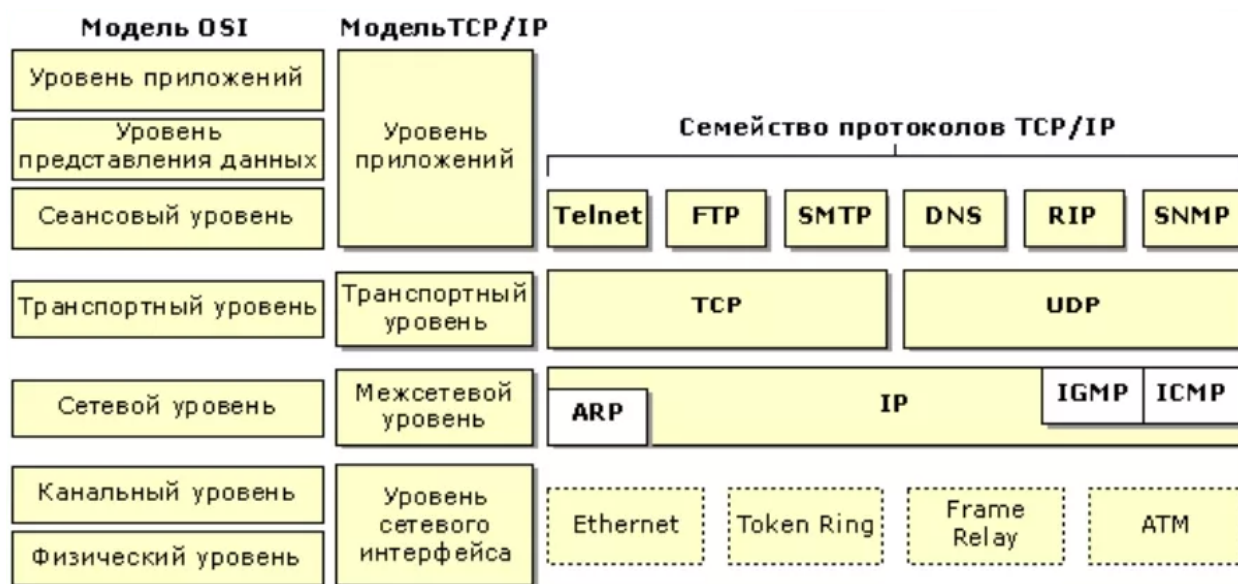 Модель OSI
МодельTCP/IP
Уровень приложений
Уровень
представления данных
Сеансовый уровень
Уровень
приложений
Семейство протоколов TCP/IP
Telnet
FTP
SMTP
DNS
RIP
SNMP
Транспортный уровень
Транспортный
уровень
TCP
UDP
Сетевой уровень
Межсетевой
уровень
ARP
IP
IGMP
ICMP
Канальный уровень
Физический уровень
Уровень
сетевого
интерфейса
Ethernet
Token Ring
Frame
Relay
ATM